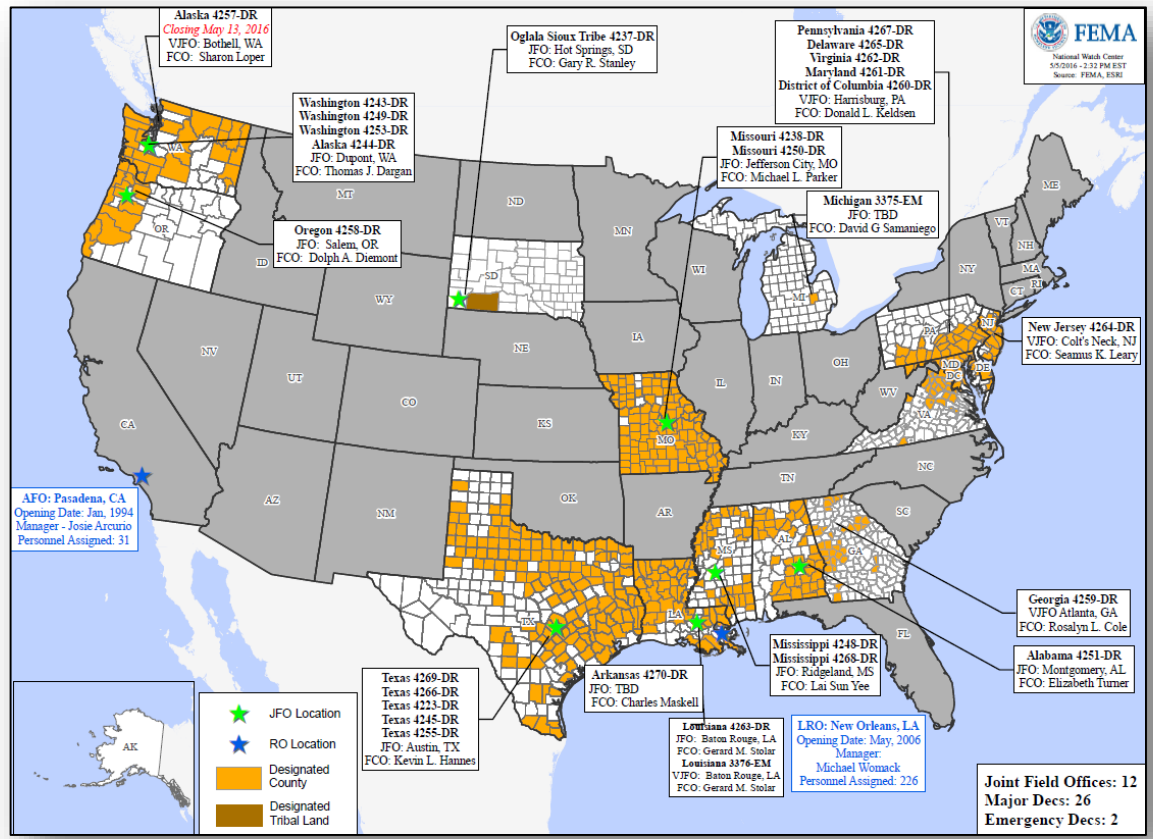 Alaska 4257-DR
Closing May 13, 2016
VJFO: Bothell, WA
FCO: Sharon Loper
Oglala Sioux Tribe 4237-DR
JFO: Hot Springs, SD
FCO: Gary R. Stanley
Pennsylvania 4267-DR
Delaware 4265-DR
Virginia 4262-DR
Maryland 4261-DR
District of Columbia 4260-DR
VJFO: Harrisburg, PA
FCO: Donald L. Keldsen
FEMA
National Watch Center
5/5/2016 - 2:32 PM EST
Source: FEMA, ESRI
Washington 4243-DR
Washington 4249-DR
Washington 4253-DR
Alaska 4244-DR
JFO: Dupont, WA
FCO: Thomas J. Dargan
Missouri 4238-DR
Missouri 4250-DR
JFO: Jefferson City, MO
FCO: Michael L. Parker
Michigan 3375-EM
JFO: TBD
FCO: David G Samaniego
Oregon 4258-DR
JFO: Salem, OR
FCO: Dolph A. Diemont
New Jersey 4264-DR
VJFO: Colt's Neck, NJ
FCO: Seamus K. Leary
WA
MT
ND
MN
ME
VT
NH
OR
ID
SD
WI
NY
MA
CT
RI
WY
MI
PA
NJ
NE
IA
OH
MD
DE
DC
NV
UT
CO
IL
IN
WV
VA
CA
KS
MO
KY
AZ
NM
OK
AR
TN
NC
SC
MS
AL
GA
TX
LA
FL
AFO: Pasadena, CA
Opening Date: Jan, 1994
Manager - Josie Arcurio
Personnel Assigned: 31
Georgia 4259-DR
VJFO Atlanta, GA
FCO: Rosalyn L. Cole
Alabama 4251-DR
JFO: Montgomery, AL
FCO: Elizabeth Turner
Mississippi 4248-DR
Mississippi 4268-DR
JFO: Ridgeland, MS
FCO: Lai Sun Yee
Texas 4269-DR
Texas 4266-DR
Texas 4223-DR
Texas 4245-DR
Texas 4255-DR
JFO: Austin, TX
FCO: Kevin L. Hannes
Arkansas 4270-DR
JFO: TBD
FCO: Charles Maskell
Louisiana 4263-DR
JFO: Baton Rouge, LA
FCO: Gerard M. Stolar
Louisiana 3376-EM
VJFO: Baton Rouge, LA
FCO: Gerard M. Stolar
LRO: New Orleans, LA
Opening Date: May, 2006
Manager:
Michael Womack
Personnel Assigned: 226
AK
JFO Location
RO Location
Designated
County
Designated
Tribal Land
Joint Field Offices: 12
Major Decs: 26
Emergency Decs: 2